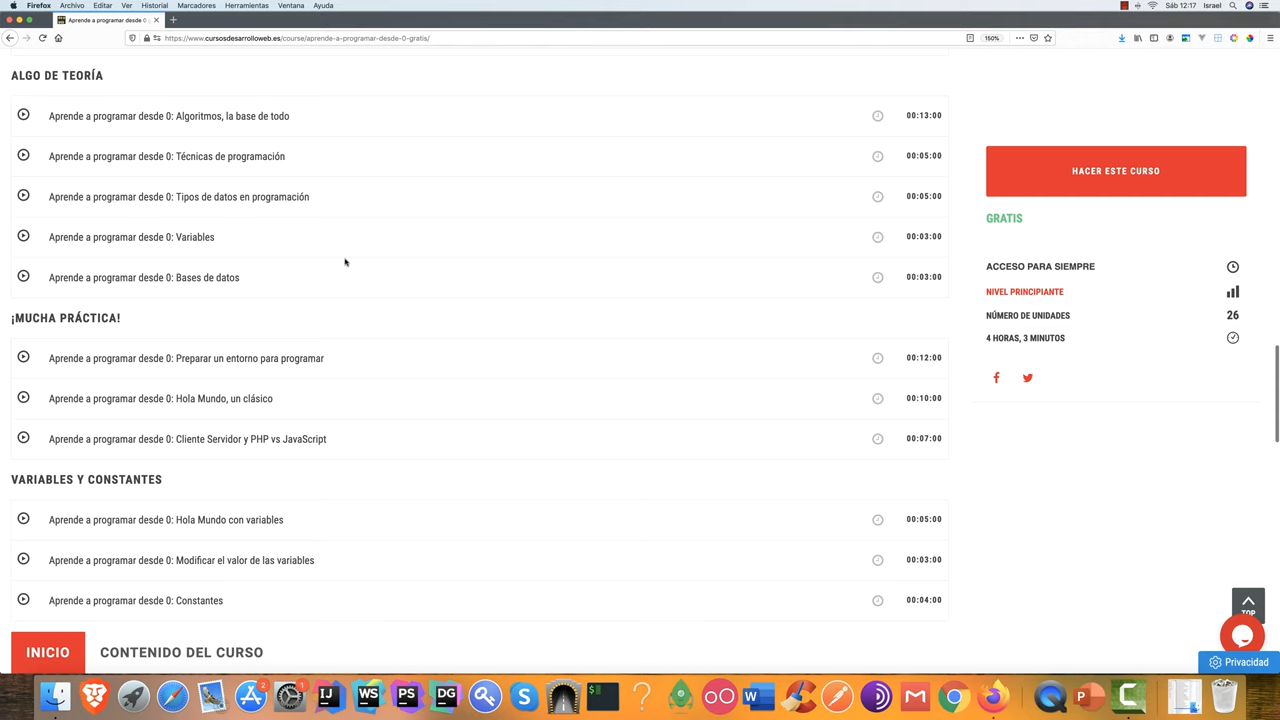 Firefox Archivo Editar Ver Historial Marcadores Herramientas Ventana Ayuda Sáb 12:17 Israel
Aprende a programar desde 0 g
https://www.cursosdesarrolloweb.es/course/aprende-a-programar-desde-0-gratis/ 150%
ALGO DE TEORÍA
Aprende a programar desde 0: Algoritmos, la base de todo 00:13:00
Aprende a programar desde 0: Técnicas de programación 00:05:00
Aprende a programar desde 0: Tipos de datos en programación 00:05:00
Aprende a programar desde 0: Variables 00:03:00
Aprende a programar desde 0: Bases de datos 00:03:00
¡MUCHA PRÁCTICA!
Aprende a programar desde 0: Preparar un entorno para programar 00:12:00
Aprende a programar desde 0: Hola Mundo, un clásico 00:10:00
Aprende a programar desde 0: Cliente Servidor y PHP vs JavaScript 00:07:00
VARIABLES Y CONSTANTES
Aprende a programar desde 0: Hola Mundo con variables 00:05:00
Aprende a programar desde 0: Modificar el valor de las variables 00:03:00
Aprende a programar desde 0: Constantes 00:04:00
INICIO CONTENIDO DEL CURSO
HACER ESTE CURSO
GRATIS
ACCESO PARA SIEMPRE
NIVEL PRINCIPIANTE
NÚMERO DE UNIDADES 26
4 HORAS, 3 MINUTOS
TOP
Privacidad
2 1 IJ WS PS DG S $ W P C